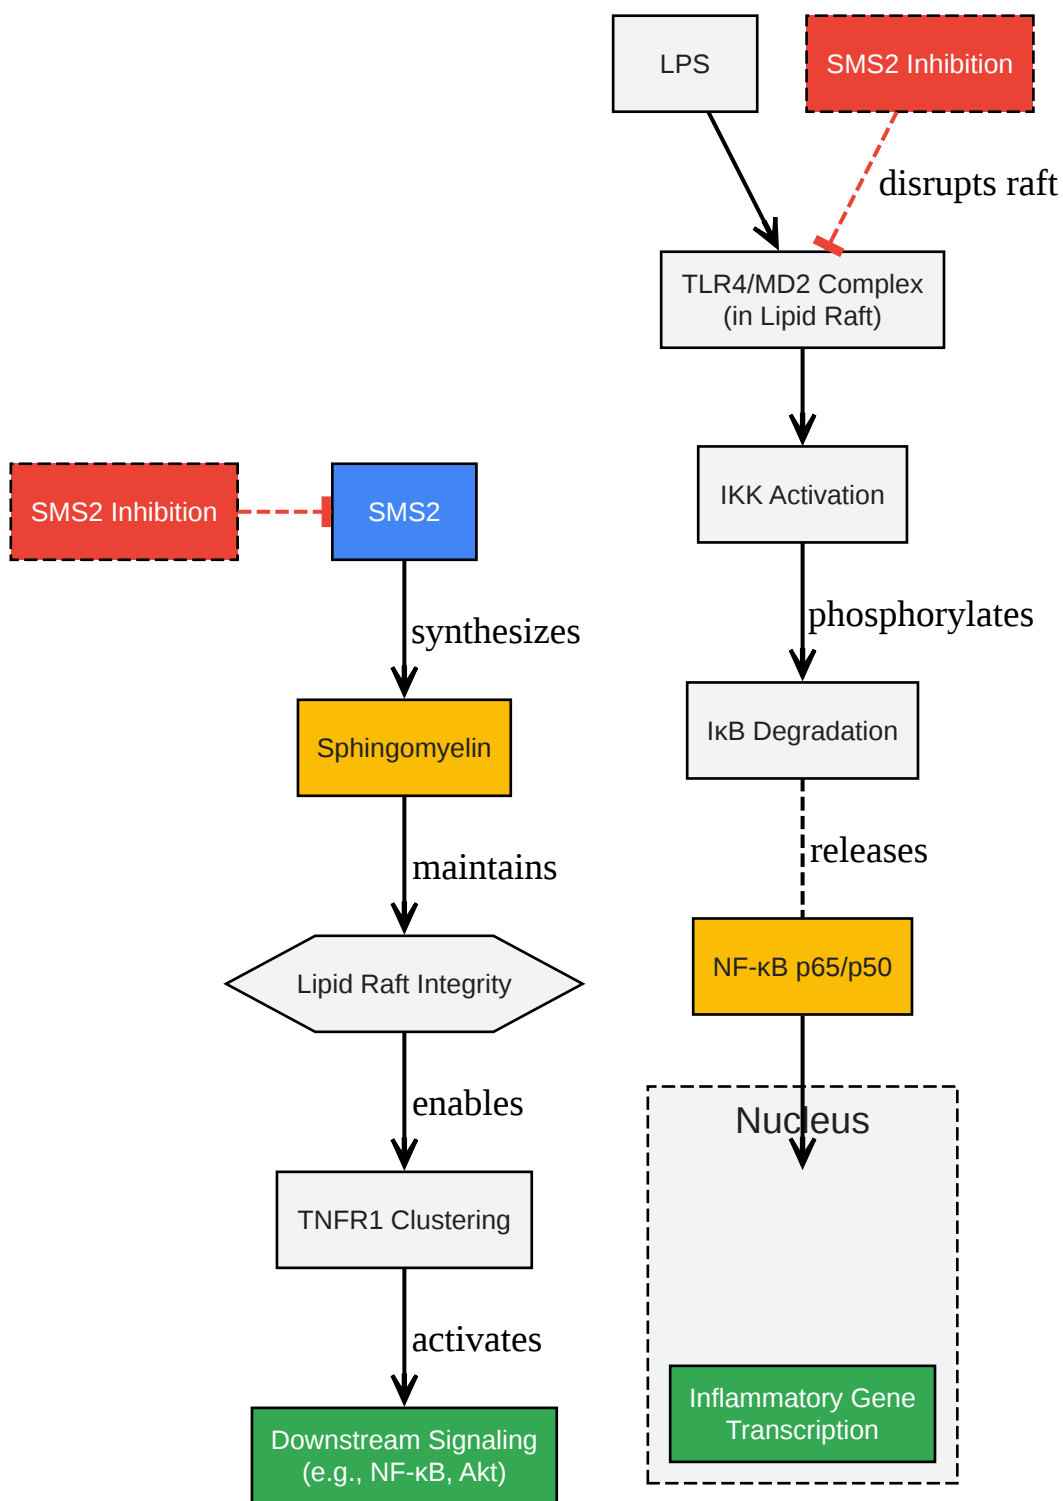 LPS
SMS2 Inhibition
disrupts raft
TLR4/MD2 Complex
(in Lipid Raft)
IKK Activation
phosphorylates
IκB Degradation
releases
NF-κB p65/p50
Nucleus
Inflammatory Gene
Transcription
SMS2 Inhibition
SMS2
synthesizes
Sphingomyelin
maintains
Lipid Raft Integrity
enables
TNFR1 Clustering
activates
Downstream Signaling
(e.g., NF-κB, Akt)